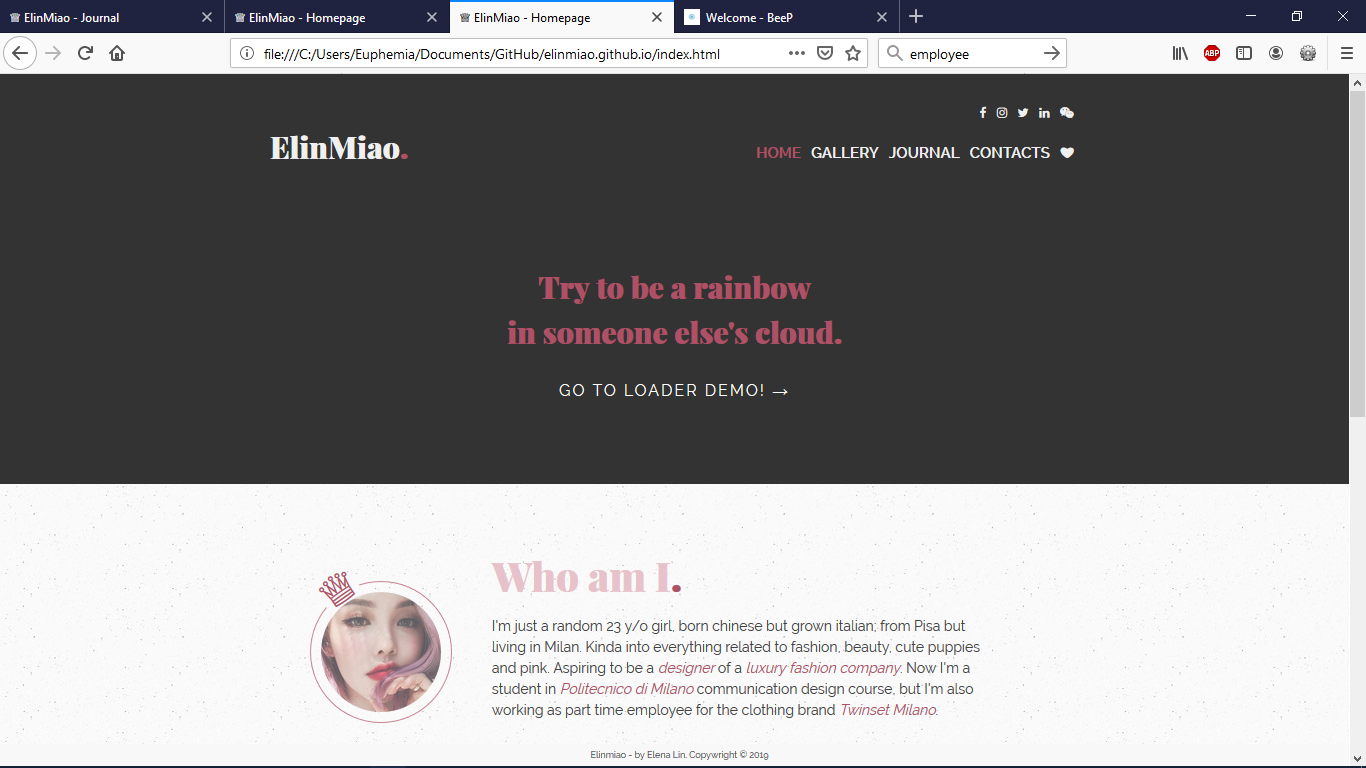 ElinMiao - Journal
ElinMiao - Homepage
ElinMiao - Homepage
Welcome - BeeP
file:///C:/Users/Euphemia/Documents/GitHub/elinmiao.github.io/index.html
employee
ABP
ElinMiao.
HOME GALLERY JOURNAL CONTACTS
Try to be a rainbow
in someone else's cloud.
GO TO LOADER DEMO! →
Who am I.
I'm just a random 23 y/o girl, born chinese but grown italian; from Pisa but
living in Milan. Kinda into everything related to fashion, beauty, cute puppies
and pink. Aspiring to be a designer of a luxury fashion company. Now I'm a
student in Politecnico di Milano communication design course, but I'm also
working as part time employee for the clothing brand Twinset Milano.
Elinmiao - by Elena Lin. Copywright © 2019